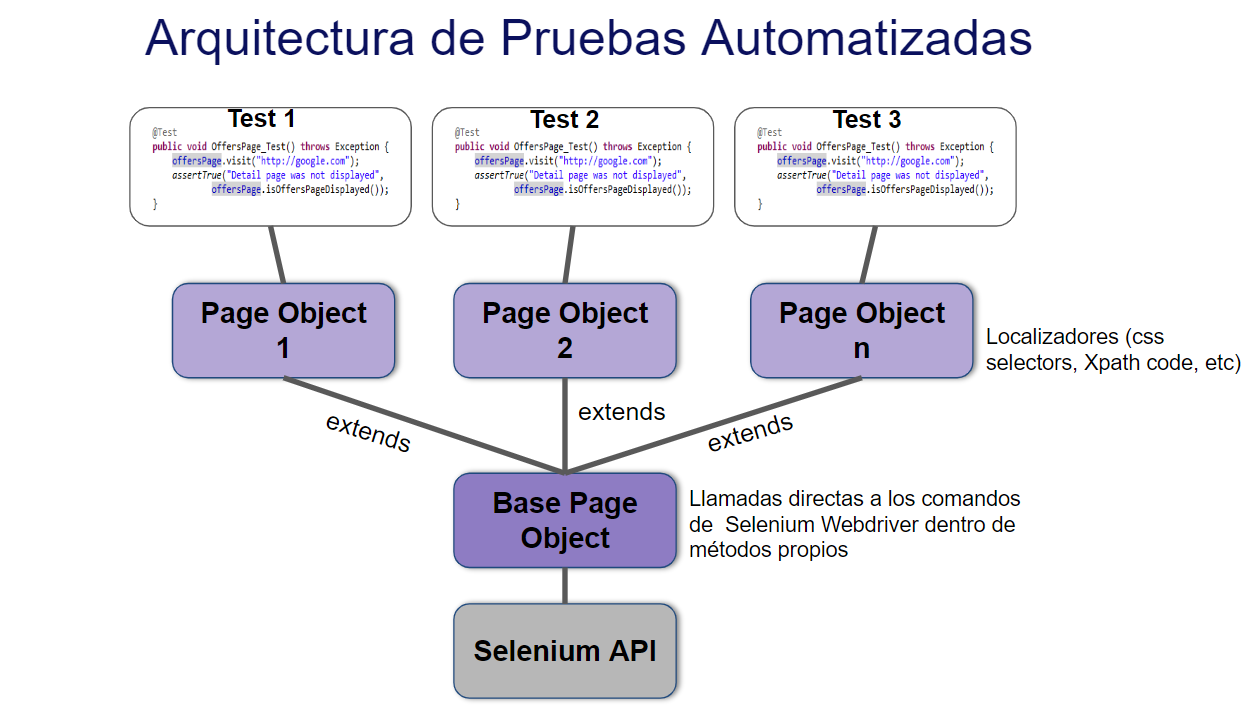 Arquitectura de Pruebas Automatizadas
Test 1
@Test
public void OffersPage_Test() throws Exception {
offersPage.visit("http://google.com");
assertTrue("Detail page was not displayed",
offersPage.isOffersPageDisplayed());
}
Test 2
@Test
public void OffersPage_Test() throws Exception {
offersPage.visit("http://google.com");
assertTrue("Detail page was not displayed",
offersPage.isOffersPageDisplayed());
}
Test 3
@Test
public void OffersPage_Test() throws Exception {
offersPage.visit("http://google.com");
assertTrue("Detail page was not displayed",
offersPage.isOffersPageDisplayed());
}
Page Object
1
Page Object
2
Page Object
n
Localizadores (css
selectors, Xpath code, etc)
extends
extends
extends
Base Page
Object
Llamadas directas a los comandos
de Selenium Webdriver dentro de
métodos propios
Selenium API